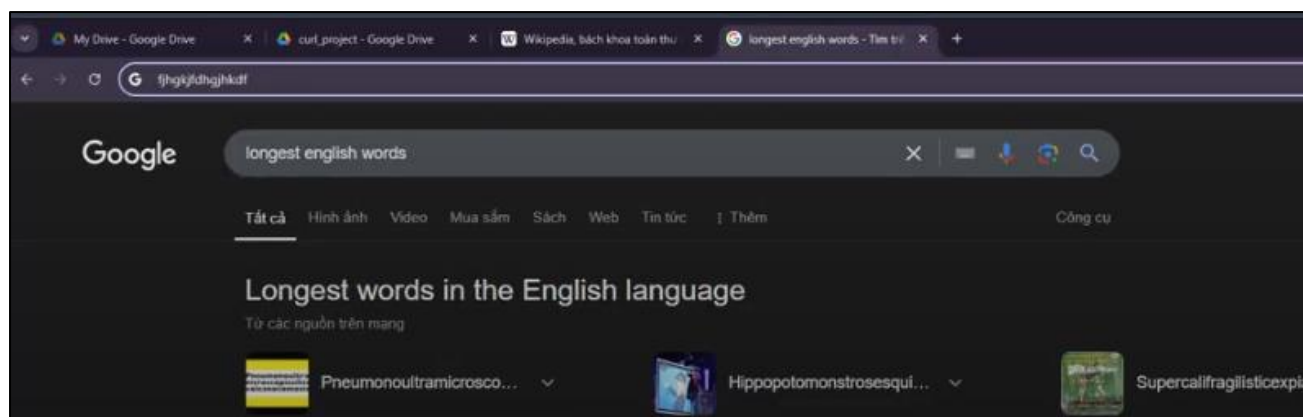 My Drive - Google Drive curl_project - Google Drive Wikipedia, bách khoa toàn thư longest english words - Tìm
fjhgkjfdhgjhkdf
Google longest english words
Tất cả Hình ảnh Video Mua sắm Sách Web Tin tức Thêm Công cụ
Longest words in the English language
Từ các nguồn trên mạng
Pneumonoultramicrosco... Hippopotomonstrosesqui... Supercalifragilisticexpia